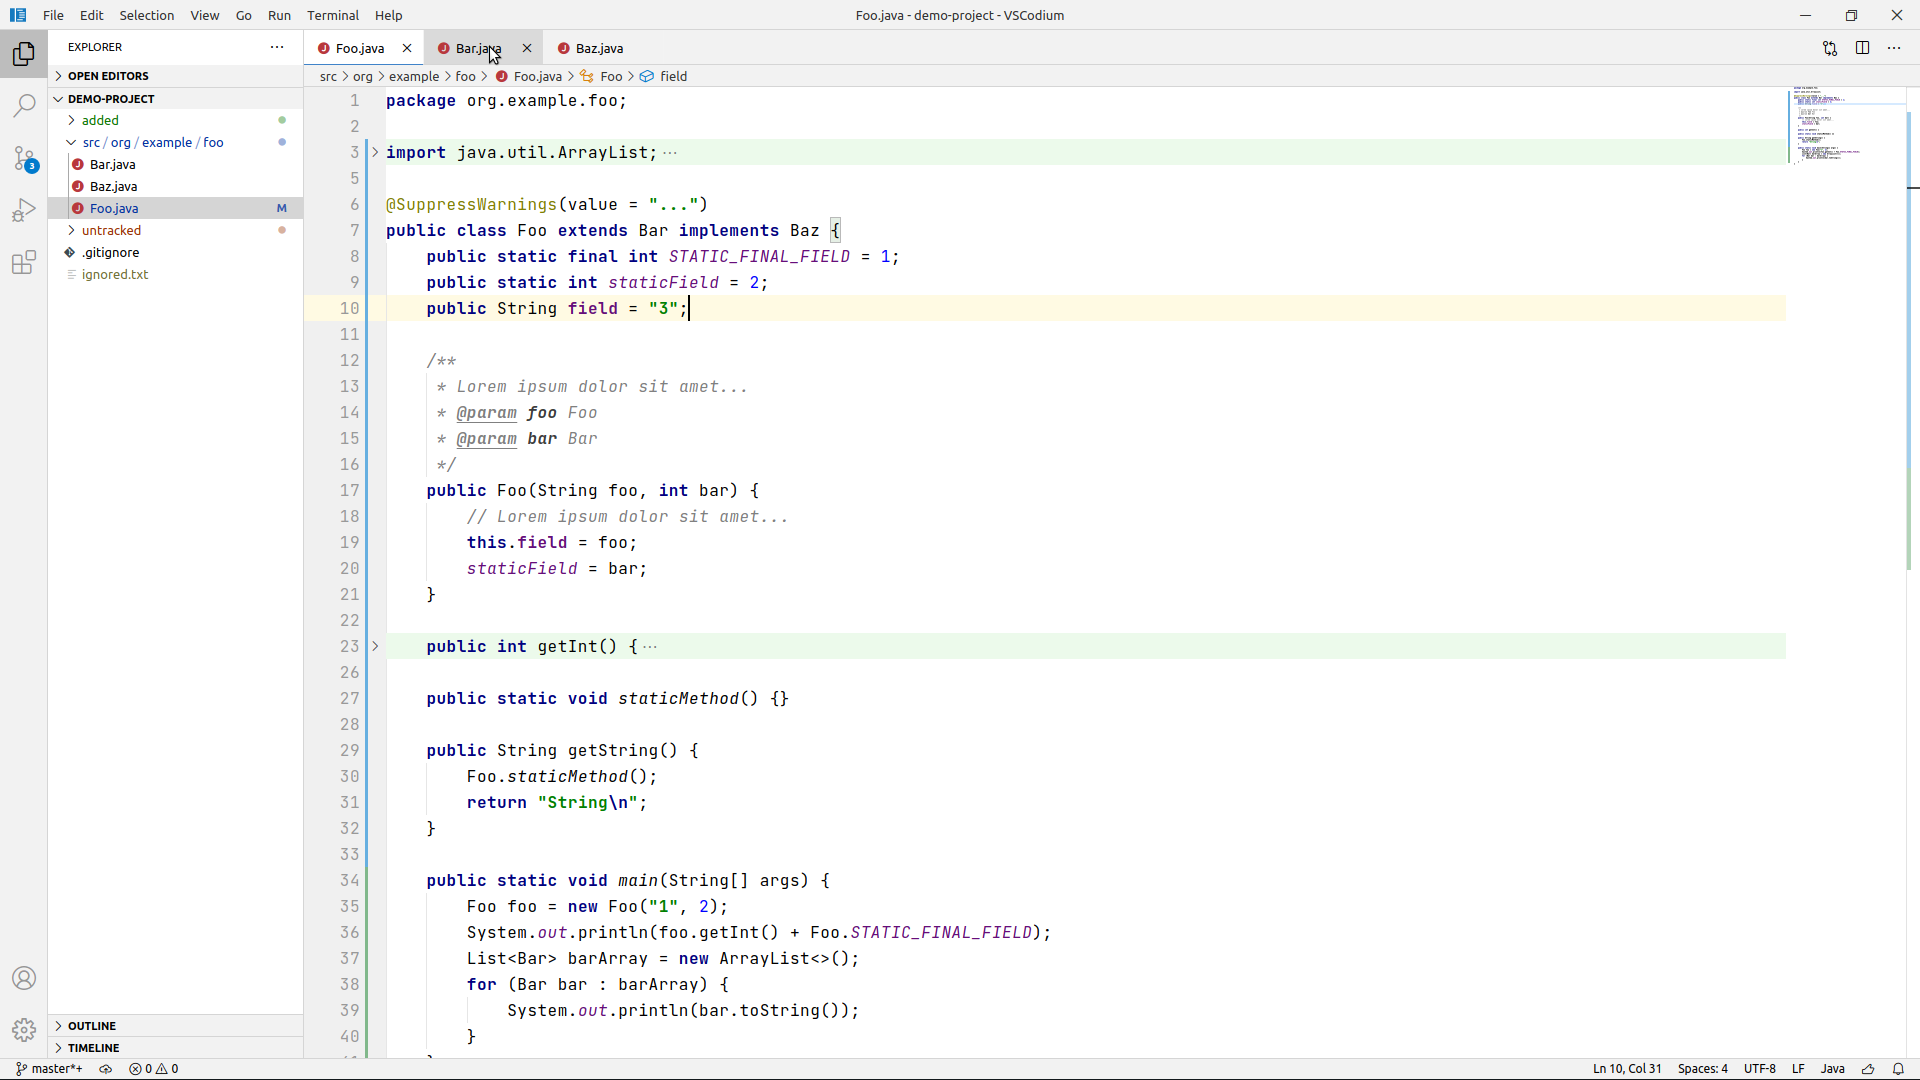 File Edit Selection View Go Run Terminal Help
Foo.java - demo-project - VSCodium
EXPLORER
OPEN EDITORS
DEMO-PROJECT
added
src / org / example / foo
Bar.java
Baz.java
Foo.java M
untracked
.gitignore
ignored.txt
OUTLINE
TIMELINE
3
Foo.java Bar.java Baz.java
src > org > example > foo > Foo.java > Foo > field
1 package org.example.foo;
2
3 import java.util.ArrayList; ···
5
6 @SuppressWarnings(value = "...")
7 public class Foo extends Bar implements Baz {
8 public static final int STATIC_FINAL_FIELD = 1;
9 public static int staticField = 2;
10 public String field = "3";
11
12 /**
13 * Lorem ipsum dolor sit amet...
14 * @param foo Foo
15 * @param bar Bar
16 */
17 public Foo(String foo, int bar) {
18 // Lorem ipsum dolor sit amet...
19 this.field = foo;
20 staticField = bar;
21 }
22
23 public int getInt() { ···
26
27 public static void staticMethod() {}
28
29 public String getString() {
30 Foo.staticMethod();
31 return "String\n";
32 }
33
34 public static void main(String[] args) {
35 Foo foo = new Foo("1", 2);
36 System.out.println(foo.getInt() + Foo.STATIC_FINAL_FIELD);
37 List<Bar> barArray = new ArrayList<>();
38 for (Bar bar : barArray) {
39 System.out.println(bar.toString());
40 }
master*+ 0 0 Ln 10, Col 31 Spaces: 4 UTF-8 LF Java